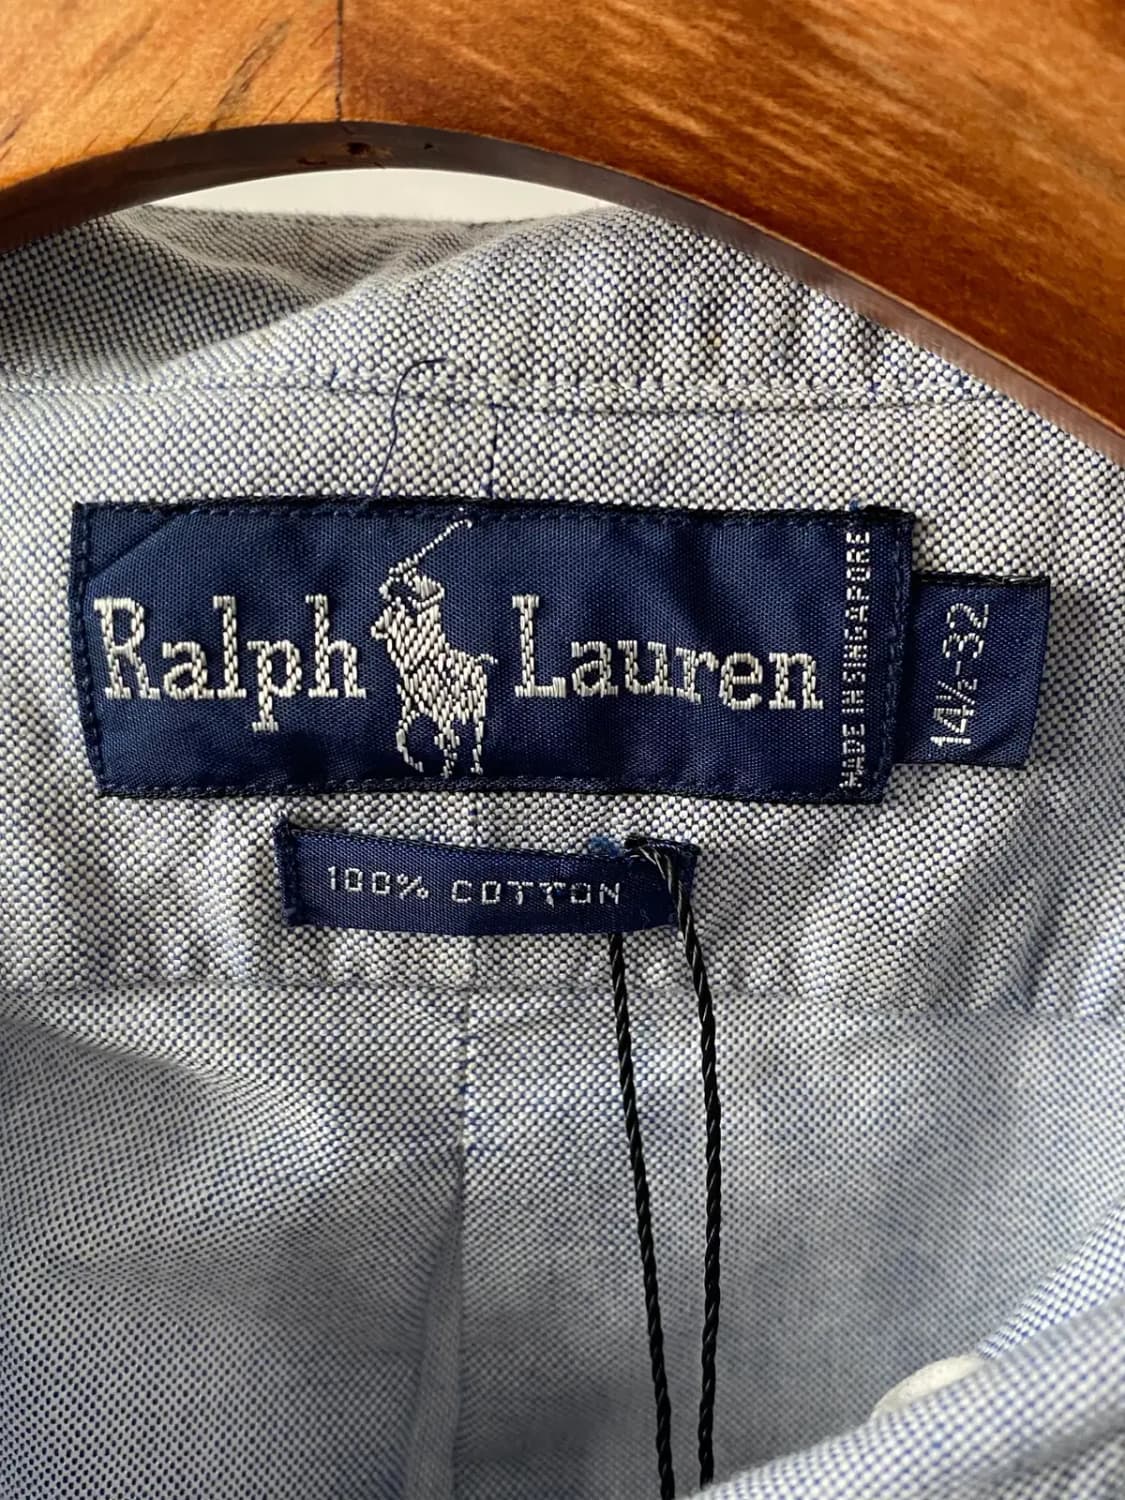 Ralph Lauren
MADE IN SINGAPORE
14½-32
100% COTTON